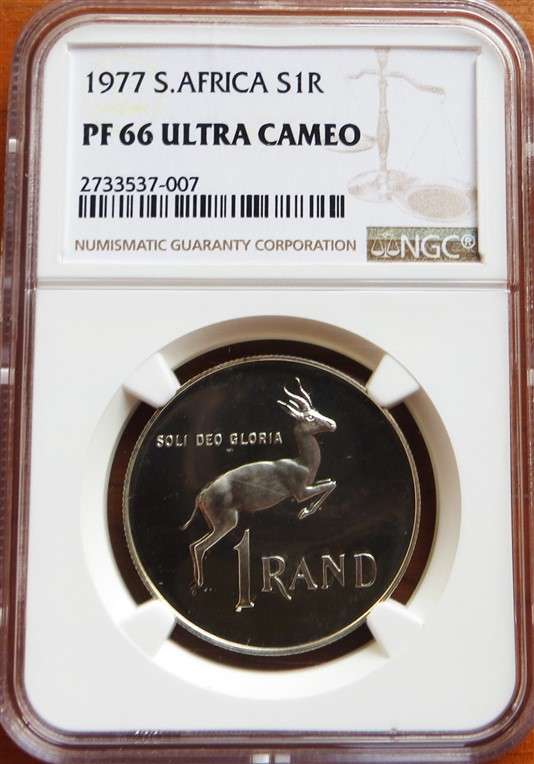 1977 S.AFRICA S1R
PF 66 ULTRA CAMEO
2733537-007
NUMISMATIC GUARANTY CORPORATION
NGC®
SOLI DEO GLORIA
1 RAND